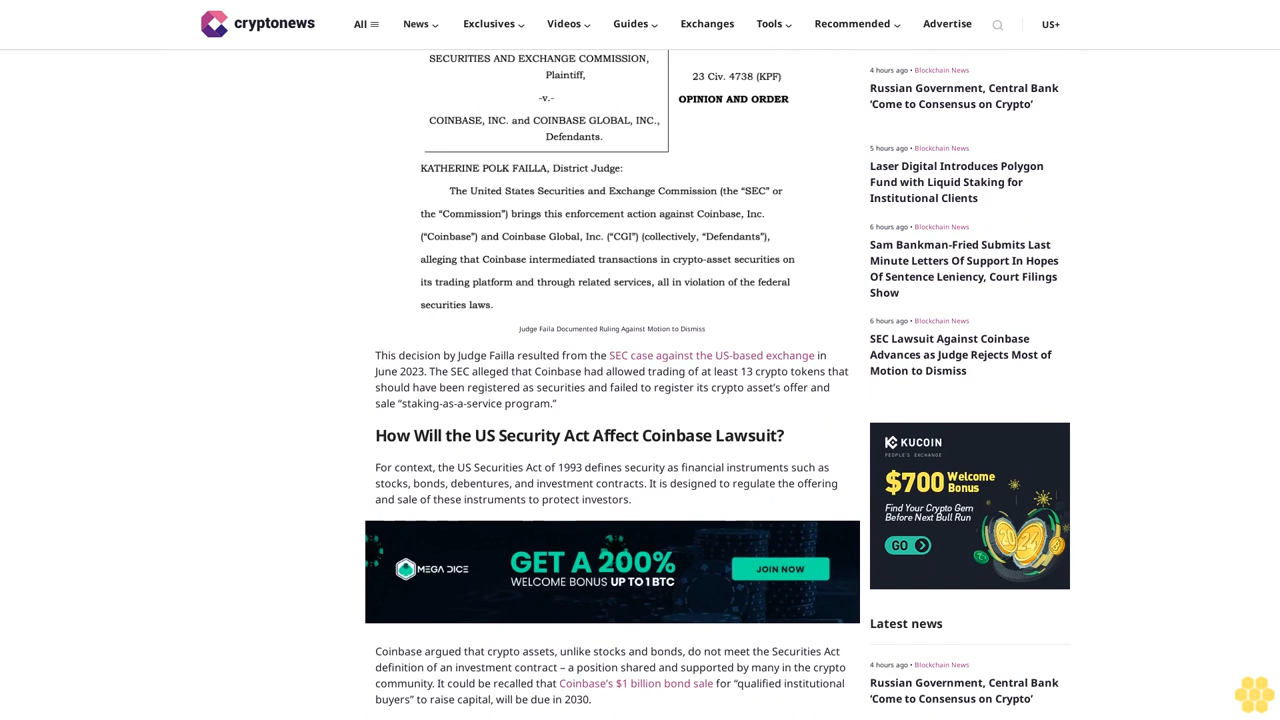 cryptonews
All
News
Exclusives
Videos
Guides
Exchanges
Tools
Recommended
Advertise
US+
SECURITIES AND EXCHANGE COMMISSION,
Plaintiff,
-v.-
COINBASE, INC. and COINBASE GLOBAL, INC.,
Defendants.
23 Civ. 4738 (KPF)
OPINION AND ORDER
KATHERINE POLK FAILLA, District Judge:
The United States Securities and Exchange Commission (the “SEC” or
the “Commission”) brings this enforcement action against Coinbase, Inc.
(“Coinbase”) and Coinbase Global, Inc. (“CGI”) (collectively, “Defendants”),
alleging that Coinbase intermediated transactions in crypto-asset securities on
its trading platform and through related services, all in violation of the federal
securities laws.
Judge Faila Documented Ruling Against Motion to Dismiss
This decision by Judge Failla resulted from the SEC case against the US-based exchange in
June 2023. The SEC alleged that Coinbase had allowed trading of at least 13 crypto tokens that
should have been registered as securities and failed to register its crypto asset’s offer and
sale “staking-as-a-service program.”
How Will the US Security Act Affect Coinbase Lawsuit?
For context, the US Securities Act of 1993 defines security as financial instruments such as
stocks, bonds, debentures, and investment contracts. It is designed to regulate the offering
and sale of these instruments to protect investors.
MEGA DICE
GET A 200%
WELCOME BONUS UP TO 1 BTC
JOIN NOW
Coinbase argued that crypto assets, unlike stocks and bonds, do not meet the Securities Act
definition of an investment contract – a position shared and supported by many in the crypto
community. It could be recalled that Coinbase’s $1 billion bond sale for “qualified institutional
buyers” to raise capital, will be due in 2030.
4 hours ago • Blockchain News
Russian Government, Central Bank
‘Come to Consensus on Crypto’
5 hours ago • Blockchain News
Laser Digital Introduces Polygon
Fund with Liquid Staking for
Institutional Clients
6 hours ago • Blockchain News
Sam Bankman-Fried Submits Last
Minute Letters Of Support In Hopes
Of Sentence Leniency, Court Filings
Show
6 hours ago • Blockchain News
SEC Lawsuit Against Coinbase
Advances as Judge Rejects Most of
Motion to Dismiss
KUCOIN
PEOPLE'S EXCHANGE
$700 Welcome
Bonus
Find Your Crypto Gem
Before Next Bull Run
GO
2024
Latest news
4 hours ago • Blockchain News
Russian Government, Central Bank
‘Come to Consensus on Crypto’